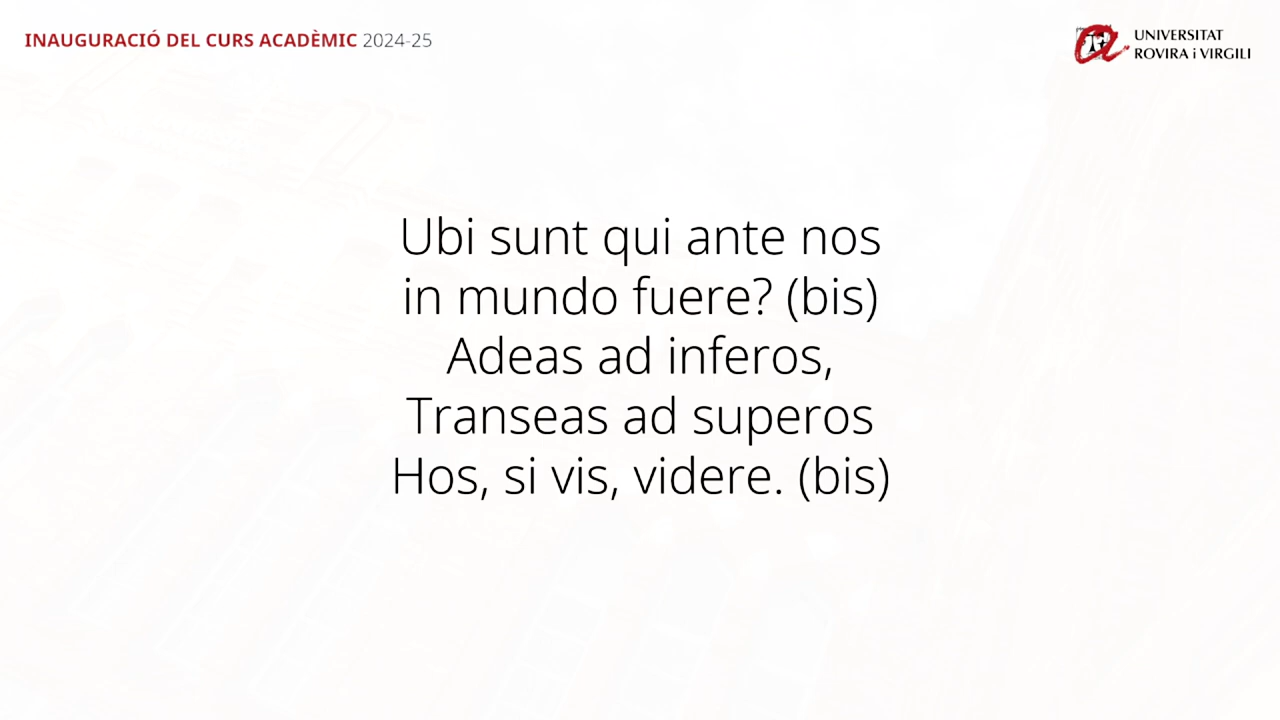 INAUGURACIÓ DEL CURS ACADÈMIC 2024-25
UNIVERSITAT
ROVIRA i VIRGILI
Ubi sunt qui ante nos
in mundo fuere? (bis)
Adeas ad inferos,
Transeas ad superos
Hos, si vis, videre. (bis)